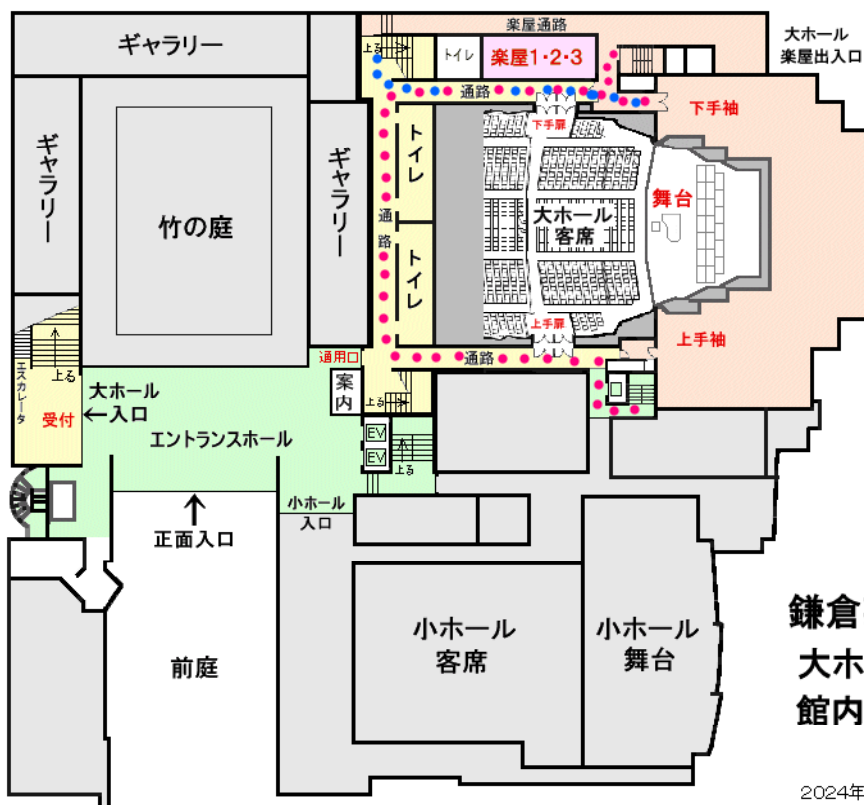 ギャラリー
楽屋通路
大ホール
楽屋出入口
上る
トイレ
楽屋1・2・3
通路
下手袖
下手扉
ギャラリー
竹の庭
ギャラリー
トイレ
通
路
大ホール
客席
舞台
トイレ
上手扉
上手袖
通路
通用口
案内
上る
エスカレータ
上る
受付
大ホール
←入口
エントランスホール
EV
EV
上る
小ホール
入口
正面入口
前庭
小ホール
客席
小ホール
舞台
鎌倉
大ホ
館内
2024年